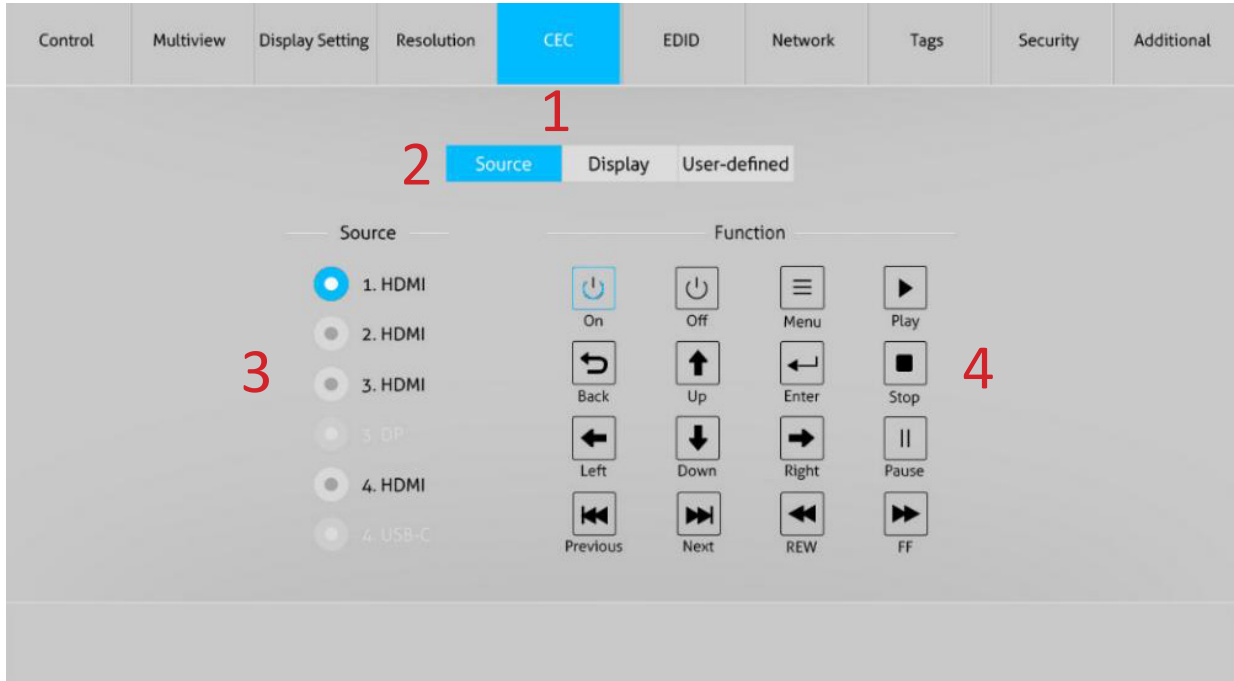 Control Multiview Display Setting Resolution CEC EDID Network Tags Security Additional
1
2 Source Display User-defined
Source Function
1. HDMI
On Off Menu Play
2. HDMI
3
3. HDMI
4
Back Up Enter Stop
3. DP
Left Down Right Pause
4. HDMI
4. USB-C
Previous Next REW FF